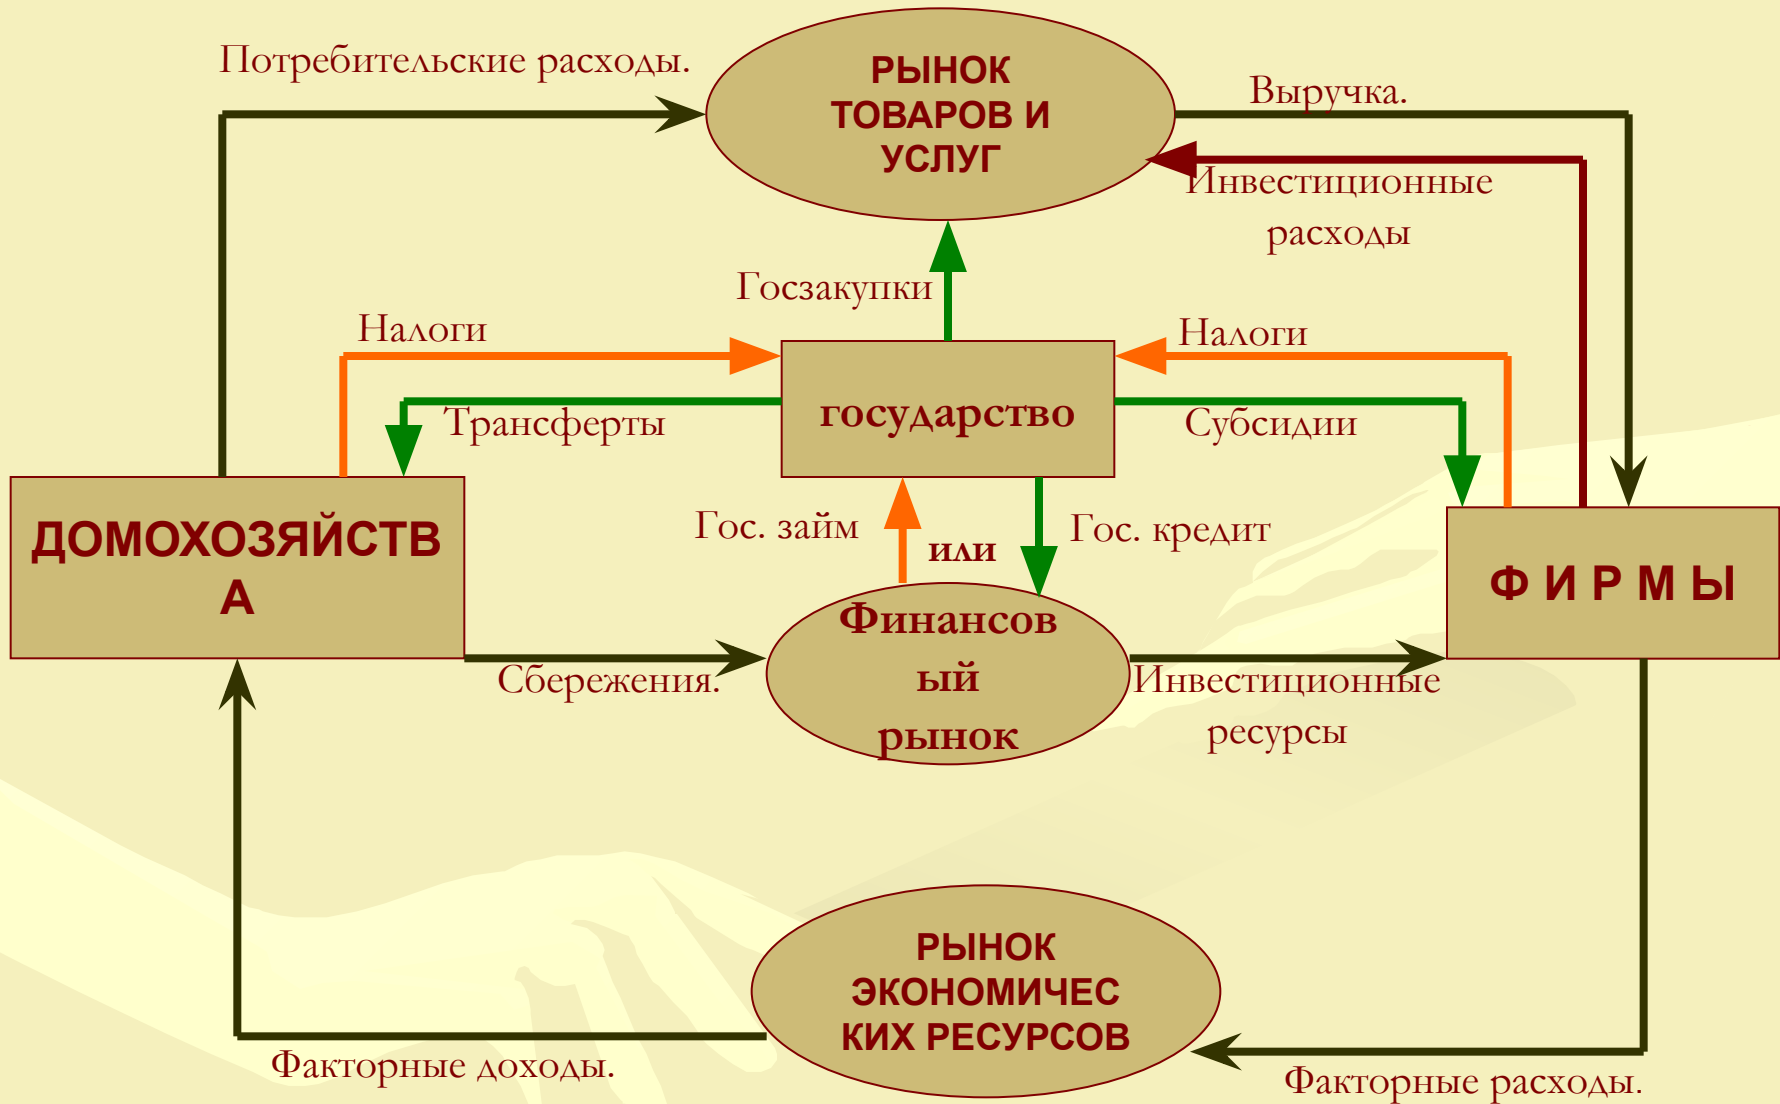 Потребительские расходы.
РЫНОК
ТОВАРОВ И
УСЛУГ
Выручка.
Инвестиционные
расходы
Госзакупки
Налоги
Налоги
государство
Трансферты
Субсидии
ДОМОХОЗЯЙСТВ
А
Гос. займ
или
Гос. кредит
Ф И Р М Ы
Финансов
ый
рынок
Сбережения.
Инвестиционные
ресурсы
РЫНОК
ЭКОНОМИЧЕС
КИХ РЕСУРСОВ
Факторные доходы.
Факторные расходы.